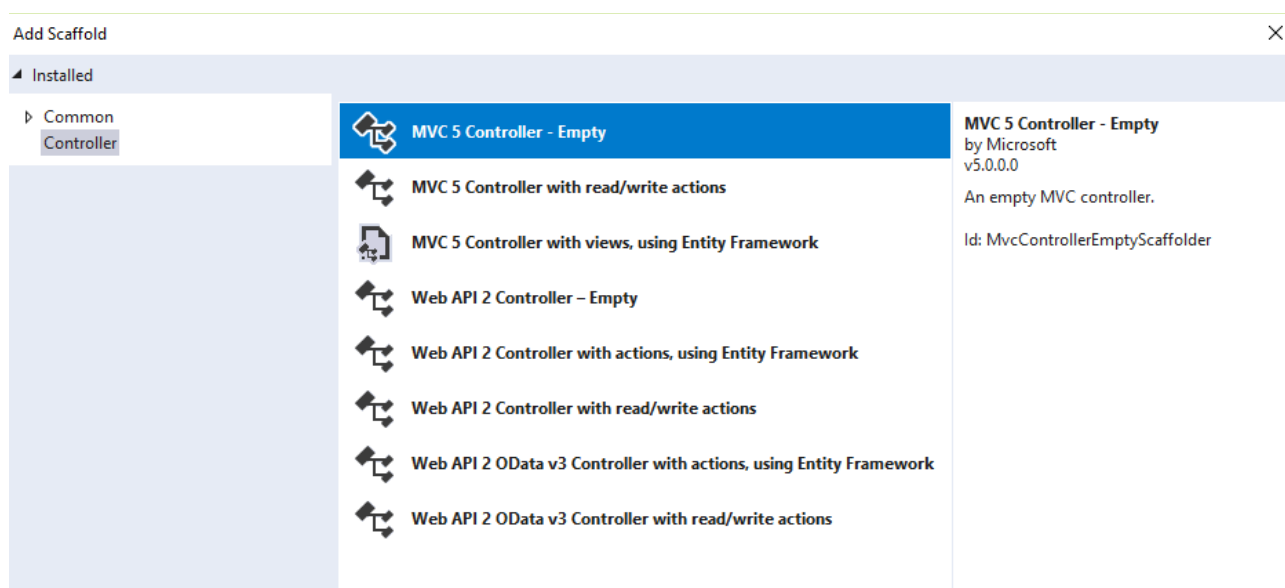 Add Scaffold
Installed
Common
Controller
MVC 5 Controller - Empty
MVC 5 Controller with read/write actions
MVC 5 Controller with views, using Entity Framework
Web API 2 Controller – Empty
Web API 2 Controller with actions, using Entity Framework
Web API 2 Controller with read/write actions
Web API 2 OData v3 Controller with actions, using Entity Framework
Web API 2 OData v3 Controller with read/write actions
MVC 5 Controller - Empty
by Microsoft
v5.0.0.0
An empty MVC controller.
Id: MvcControllerEmptyScaffolder